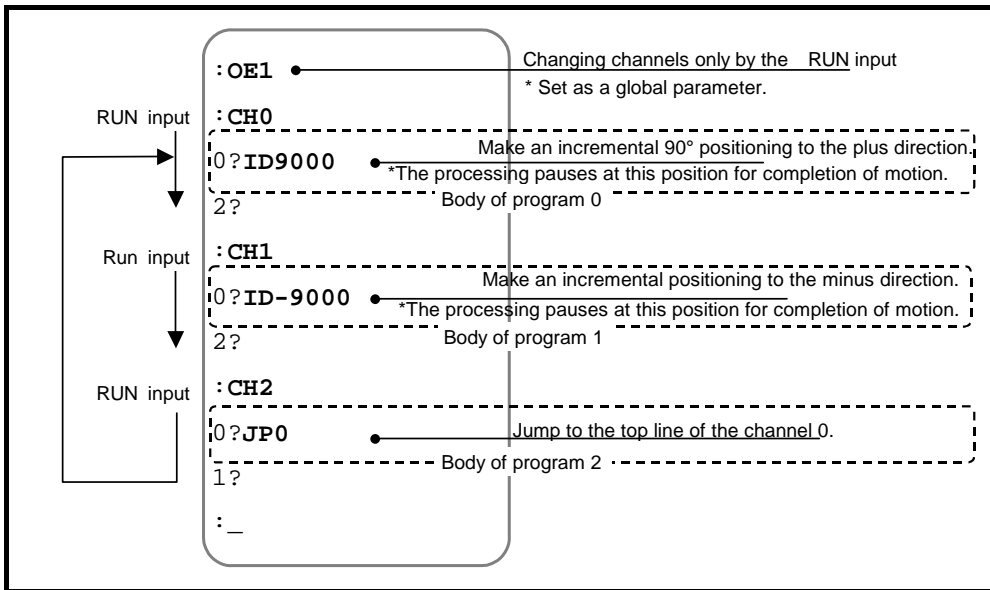 :OE1
Changing channels only by the RUN input
* Set as a global parameter.
RUN input
:CH0
0?ID9000
Make an incremental 90° positioning to the plus direction.
*The processing pauses at this position for completion of motion.
2?
Body of program 0
Run input
:CH1
0?ID-9000
Make an incremental positioning to the minus direction.
*The processing pauses at this position for completion of motion.
2?
Body of program 1
RUN input
:CH2
0?JP0
Jump to the top line of the channel 0.
Body of program 2
1?
:_